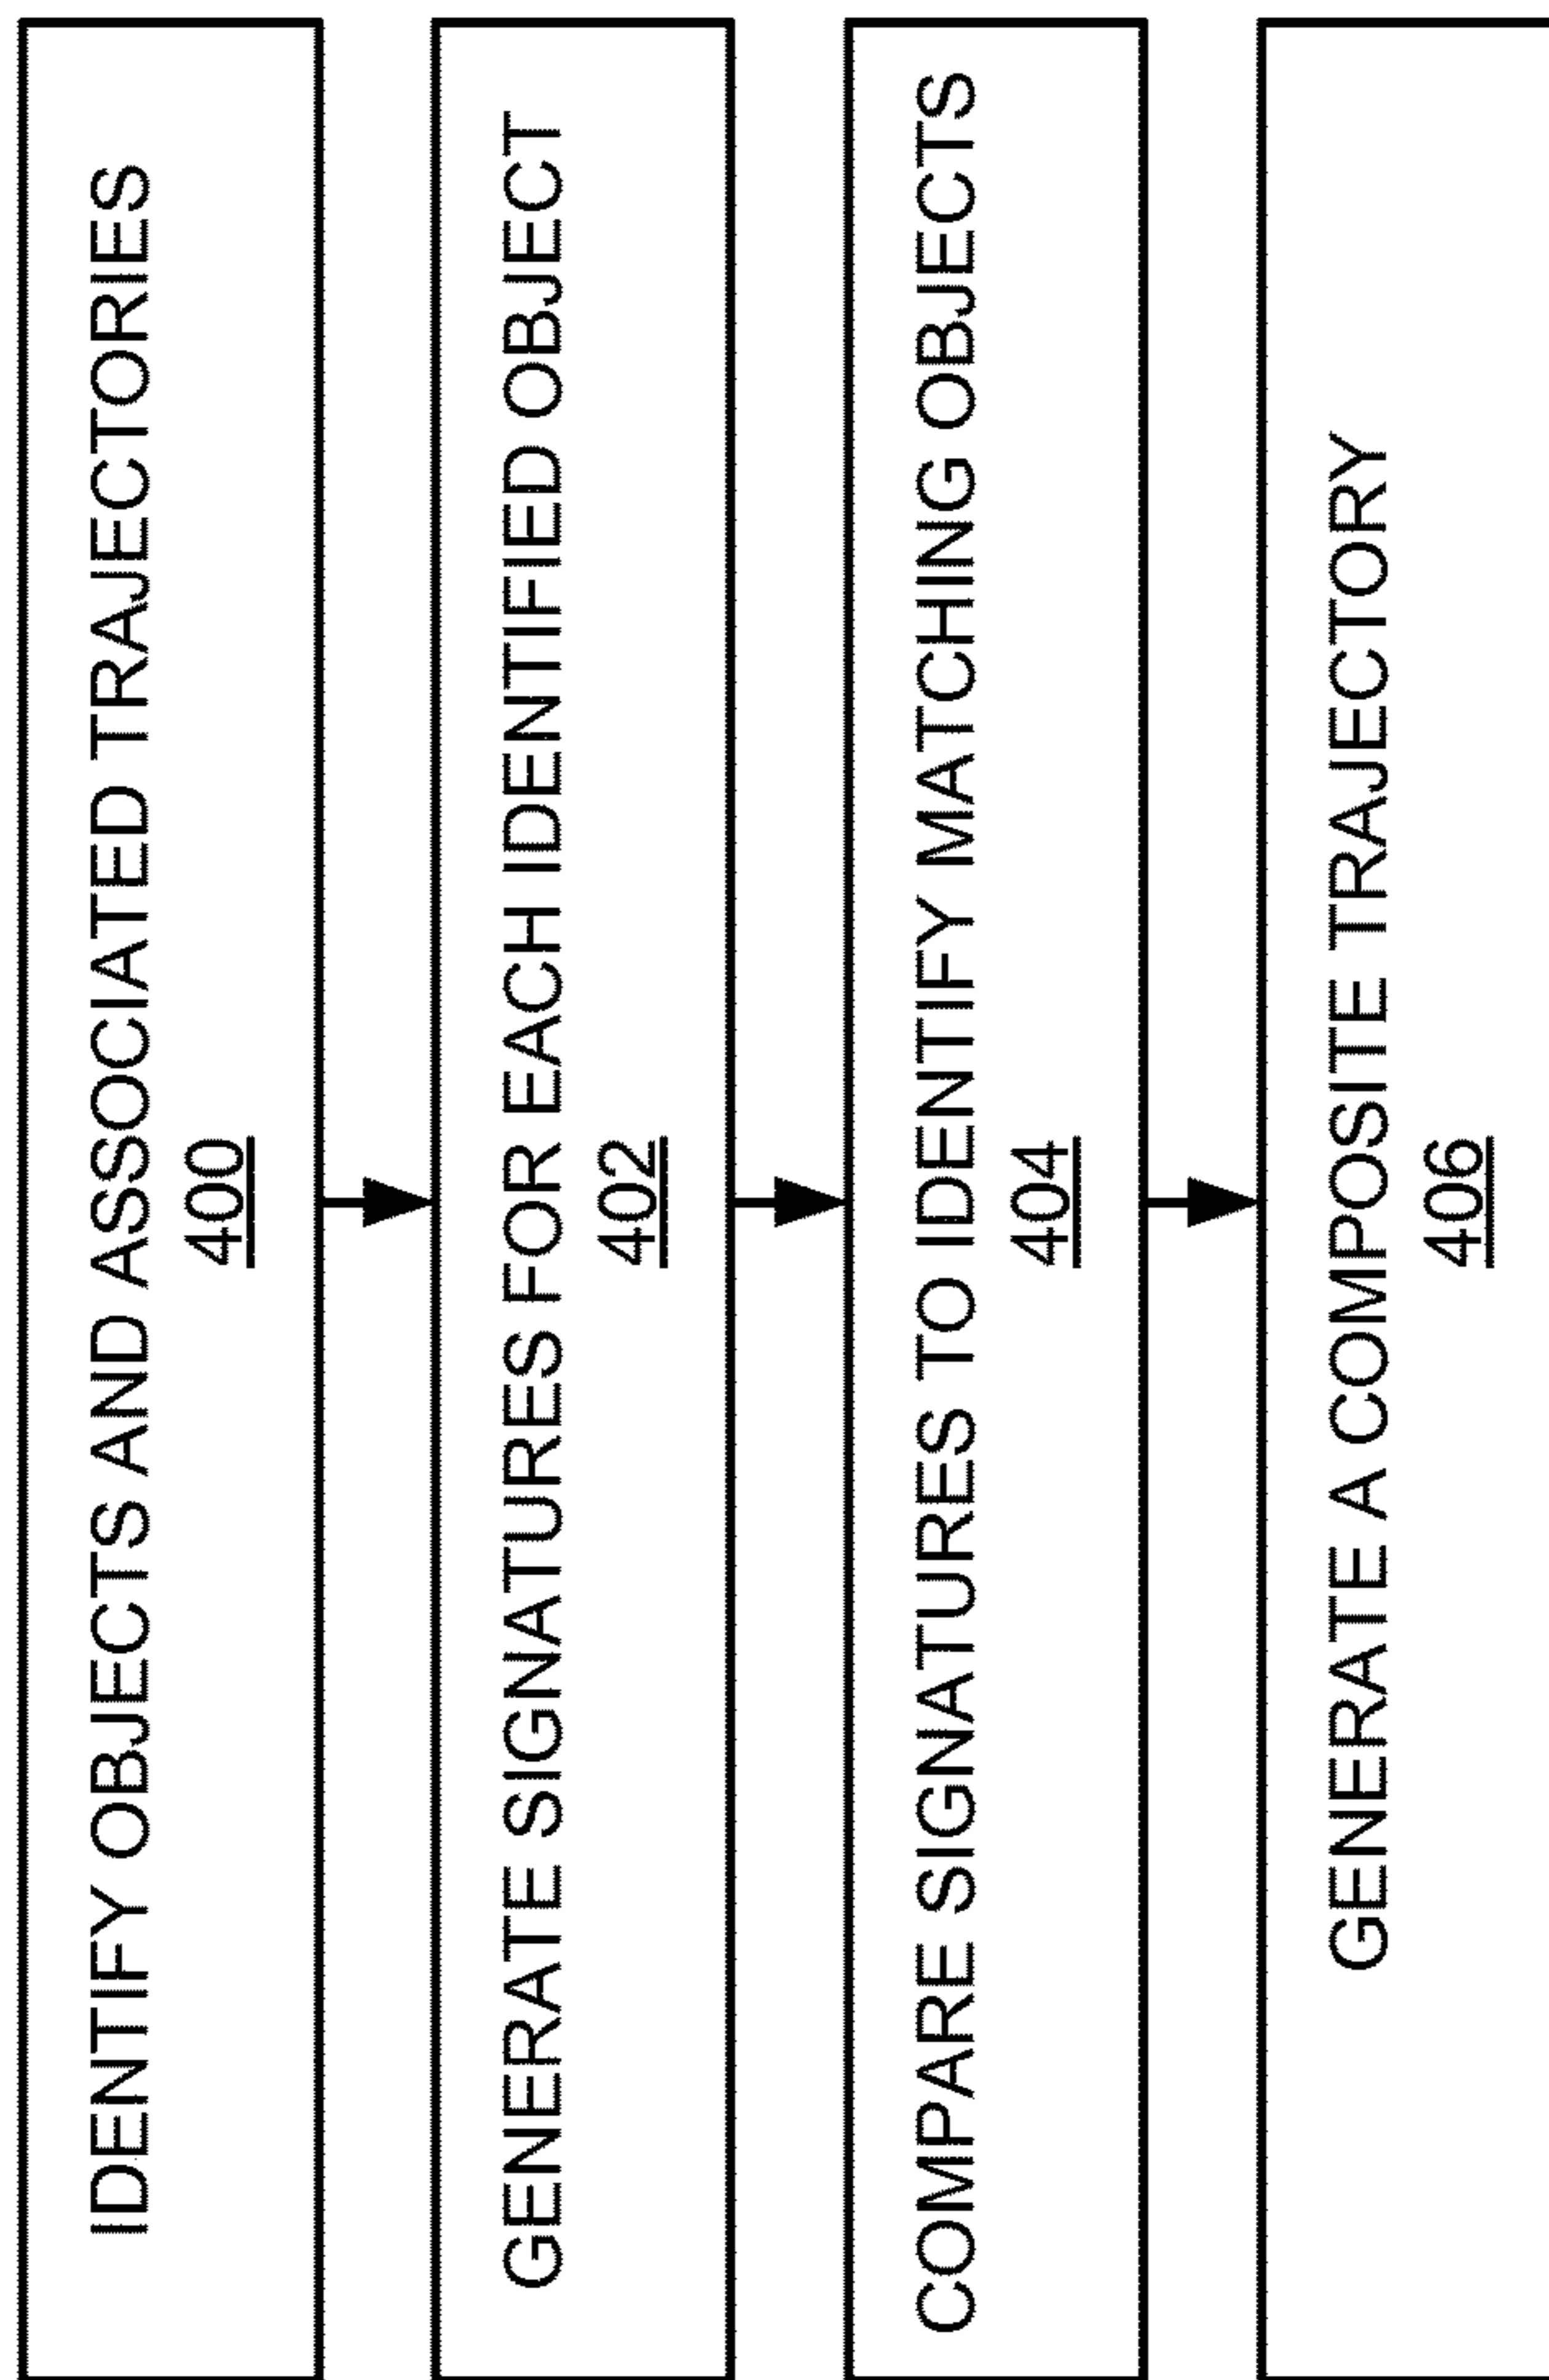 IDENTIFY OBJECTS AND ASSOCIATED TRAJECTORIES
400
GENERATE SIGNATURES FOR EACH IDENTIFIED OBJECT
402
COMPARE SIGNATURES TO IDENTIFY MATCHING OBJECTS
404
GENERATE A COMPOSITE TRAJECTORY
406